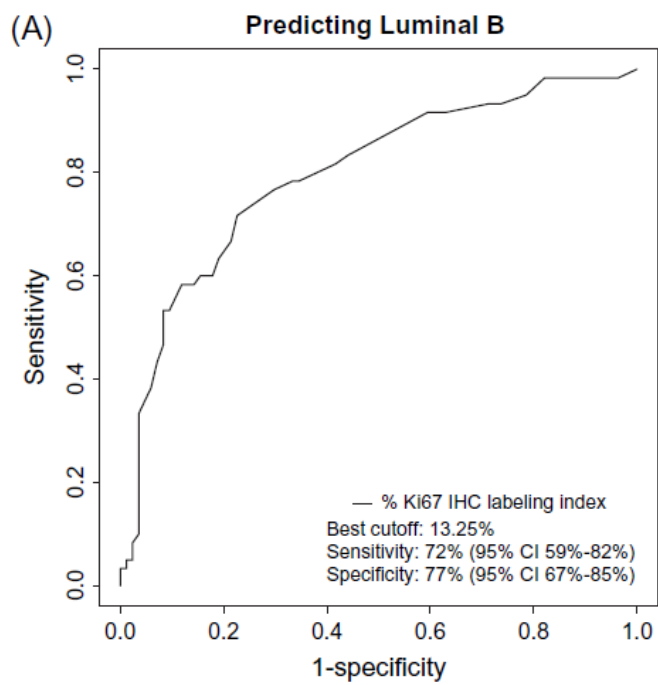 (A)
Predicting Luminal B
Sensitivity
1.0
0.8
0.6
0.4
0.2
0.0
— % Ki67 IHC labeling index
Best cutoff: 13.25%
Sensitivity: 72% (95% CI 59%-82%)
Specificity: 77% (95% CI 67%-85%)
0.0 0.2 0.4 0.6 0.8 1.0
1-specificity